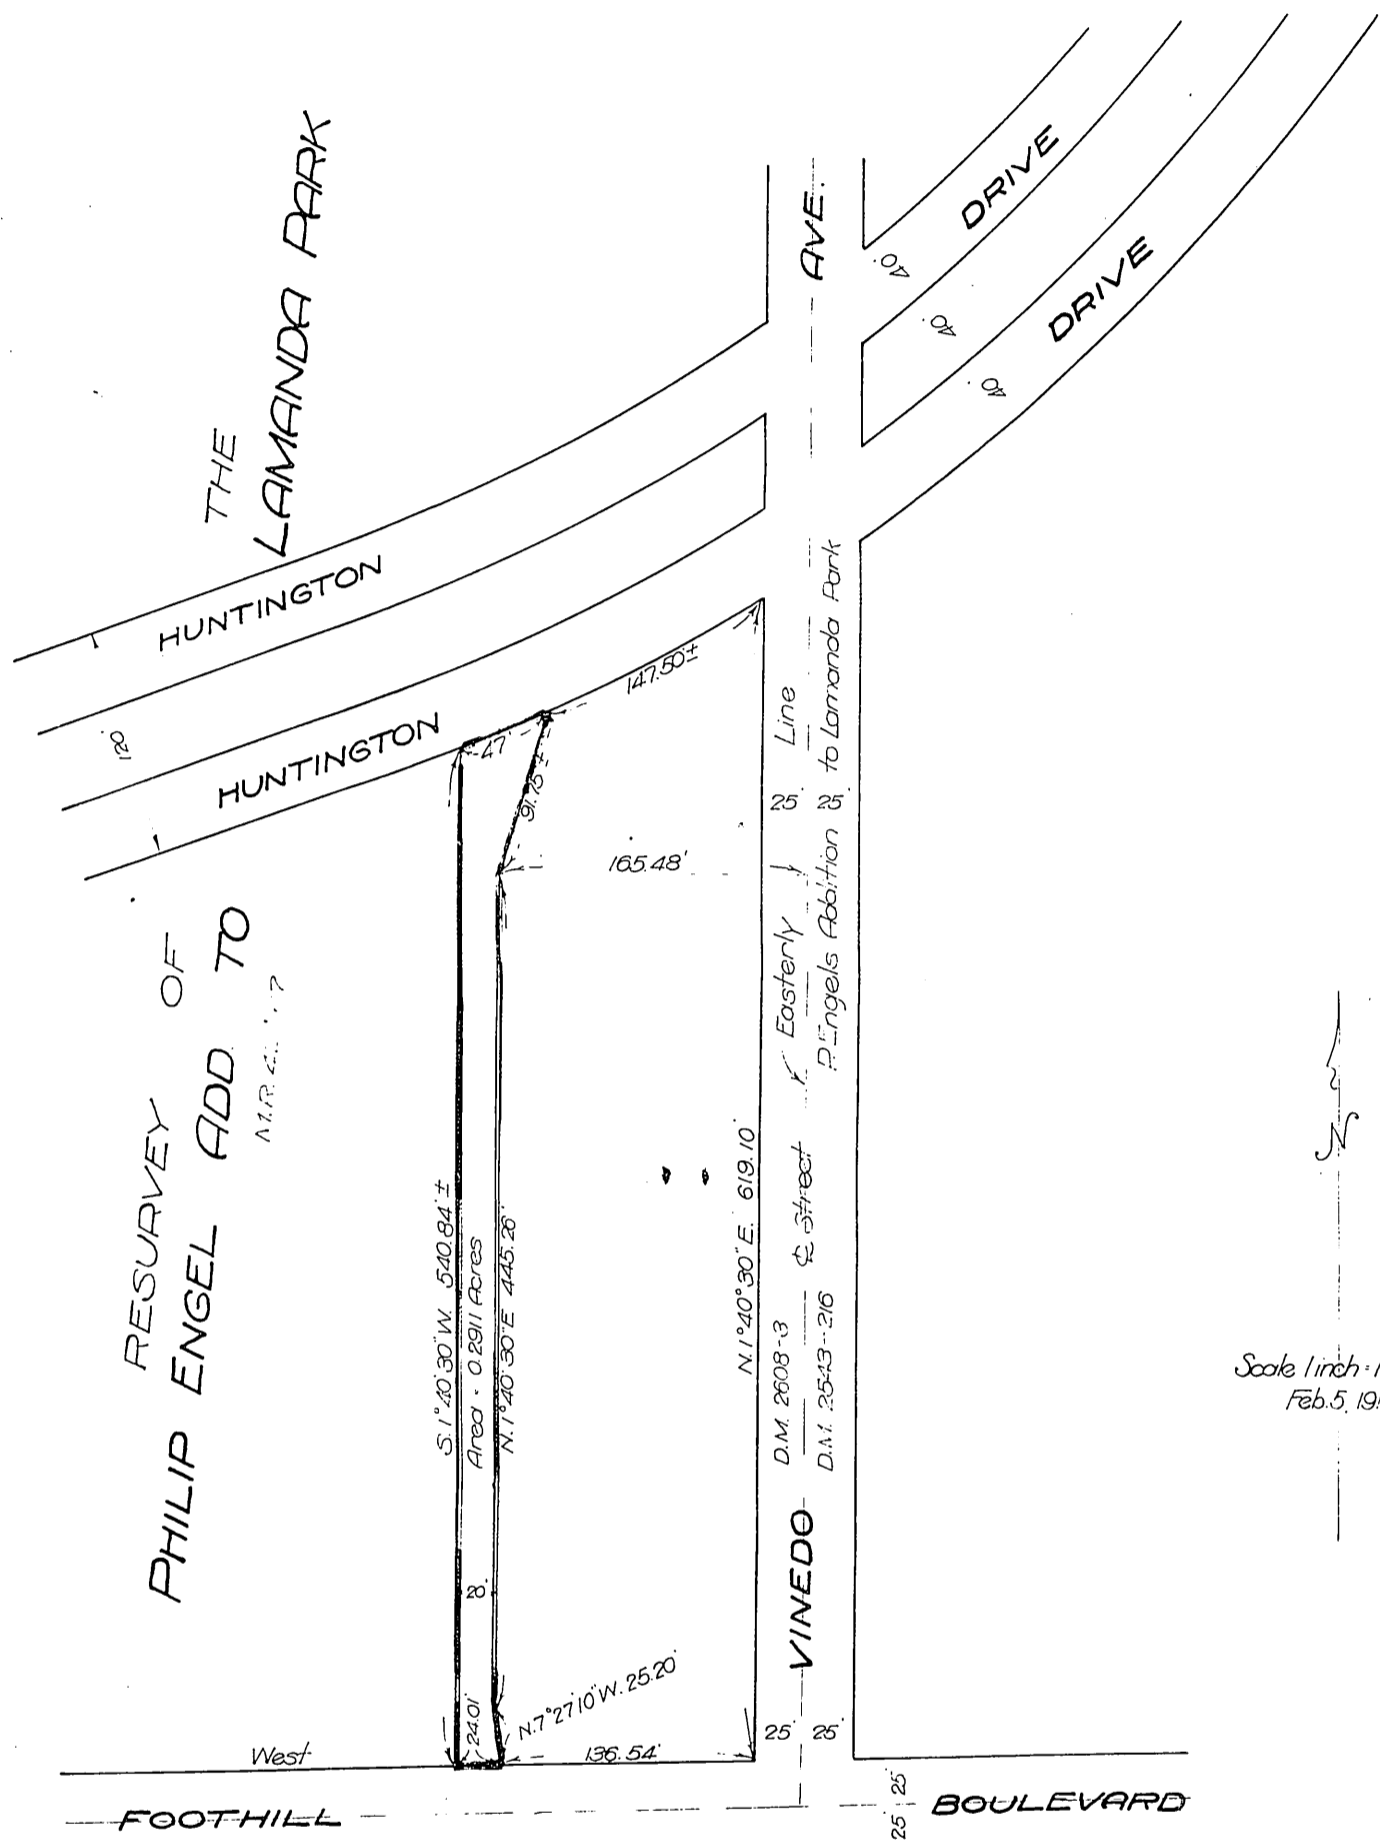 THE
LAMANDA PARK
HUNTINGTON
HUNTINGTON
120'
DRIVE
DRIVE
40'
40'
40'
AVE.
147.50'±
47'
91.75'±
165.48'
25' Line
25'
Easterly
P. Engels Addition to Lamanda Park
RESURVEY OF
PHILIP ENGEL ADD. TO
M.R.
S.1°40'30"W. 540.84'±
Area = 0.2911 Acres
N.1°40'30"E 445.26'
N.1°40'30"E. 619.10'
D.M. 2608-3
℄ Street
D.M. 2543-216
VINEDO
20'
24.01'
N.7°27'10"W. 25.20'
136.54'
25' 25'
West
FOOTHILL
BOULEVARD
25' 25'
N
Scale 1 inch =
Feb. 5, 19